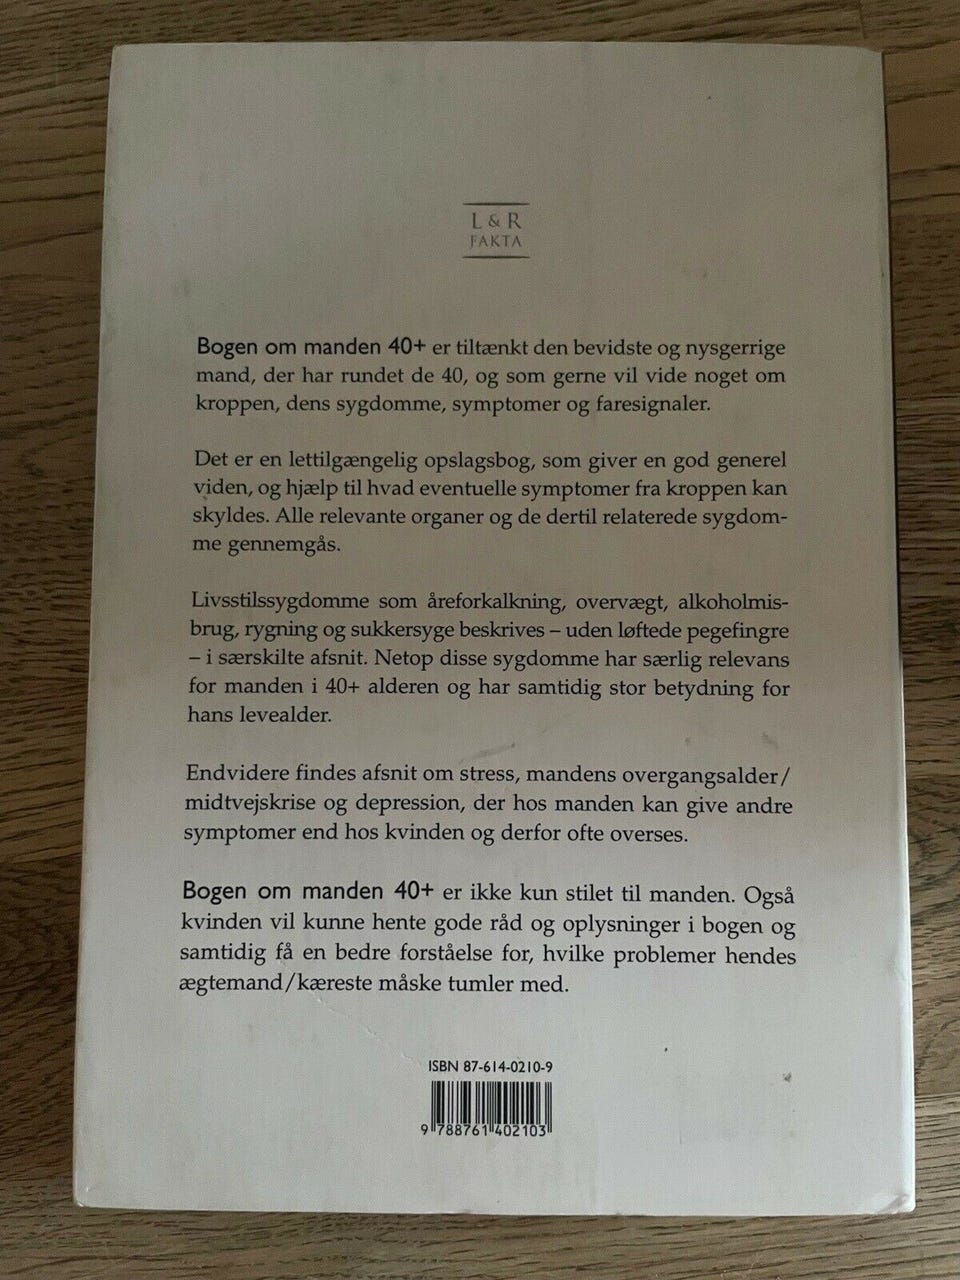 L & R
FAKTA
Bogen om manden 40+ er tiltænkt den bevidste og nysgerrige
mand, der har rundet de 40, og som gerne vil vide noget om
kroppen, dens sygdomme, symptomer og faresignaler.
Det er en lettilgængelig opslagsbog, som giver en god generel
viden, og hjælp til hvad eventuelle symptomer fra kroppen kan
skyldes. Alle relevante organer og de dertil relaterede sygdom-
me gennemgås.
Livsstilssygdomme som åreforkalkning, overvægt, alkoholmis-
brug, rygning og sukkersyge beskrives – uden løftede pegefingre
– i særskilte afsnit. Netop disse sygdomme har særlig relevans
for manden i 40+ alderen og har samtidig stor betydning for
hans levealder.
Endvidere findes afsnit om stress, mandens overgangsalder/
midtvejskrise og depression, der hos manden kan give andre
symptomer end hos kvinden og derfor ofte overses.
Bogen om manden 40+ er ikke kun stilet til manden. Også
kvinden vil kunne hente gode råd og oplysninger i bogen og
samtidig få en bedre forståelse for, hvilke problemer hendes
ægtemand/kæreste måske tumler med.
ISBN 87-614-0210-9
9 788761 402103